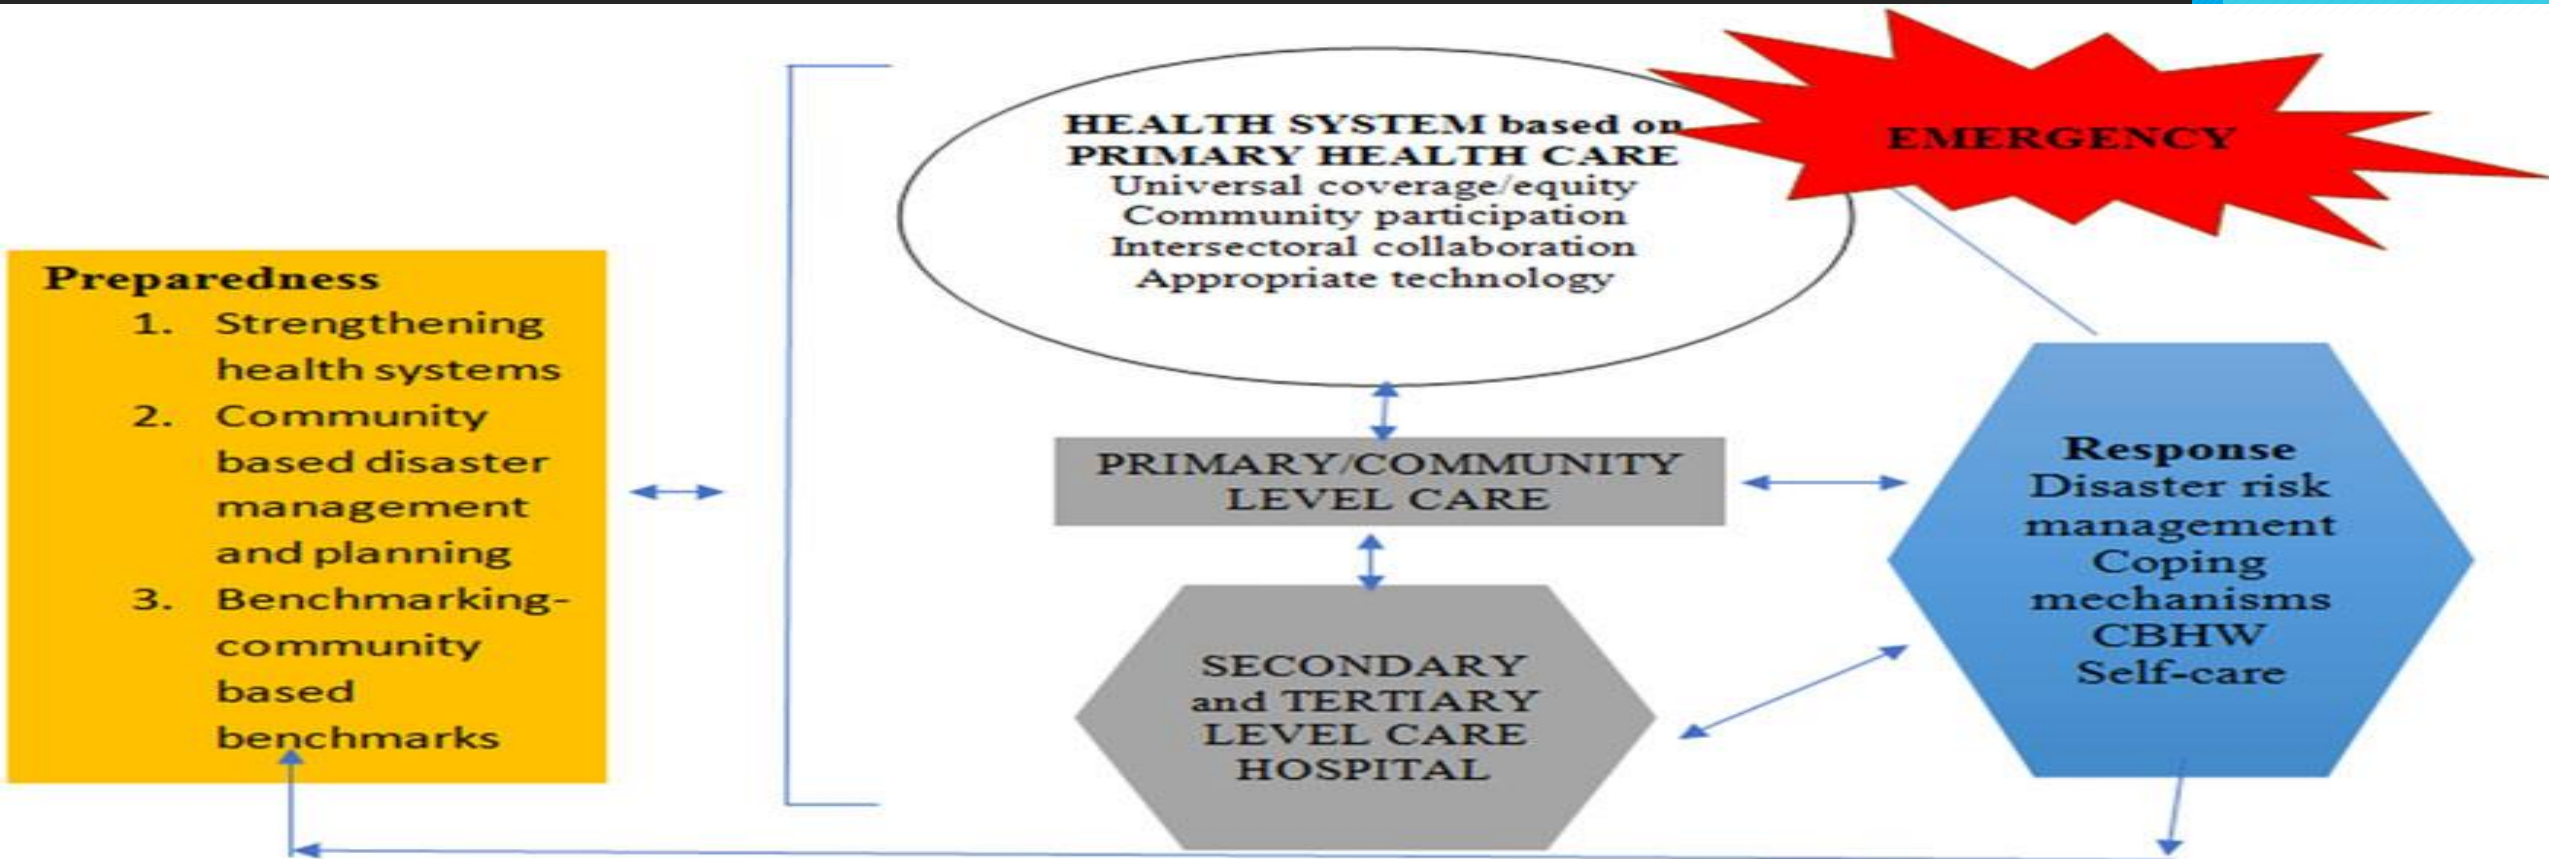 HEALTH SYSTEM based on
PRIMARY HEALTH CARE
Universal coverage/equity
Community participation
Intersectoral collaboration
Appropriate technology
EMERGENCY
Preparedness
1. Strengthening
health systems
2. Community
based disaster
management
and planning
3. Benchmarking-
community
based
benchmarks
PRIMARY/COMMUNITY
LEVEL CARE
SECONDARY
and TERTIARY
LEVEL CARE
HOSPITAL
Response
Disaster risk
management
Coping
mechanisms
CBHW
Self-care